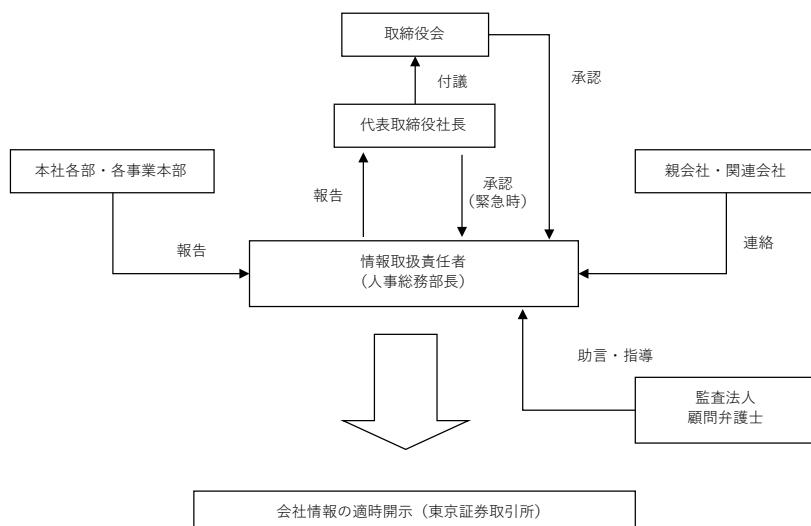 取締役会
付議
承認
代表取締役社長
本社各部・各事業本部
親会社・関連会社
報告
承認
（緊急時）
報告
連絡
情報取扱責任者
（人事総務部長）
助言・指導
監査法人
顧問弁護士
会社情報の適時開示（東京証券取引所）